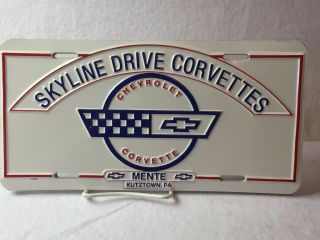 SKYLINE DRIVE CORVETTES
CHEVROLET
CORVETTE
MENTE
KUTZTOWN, PA